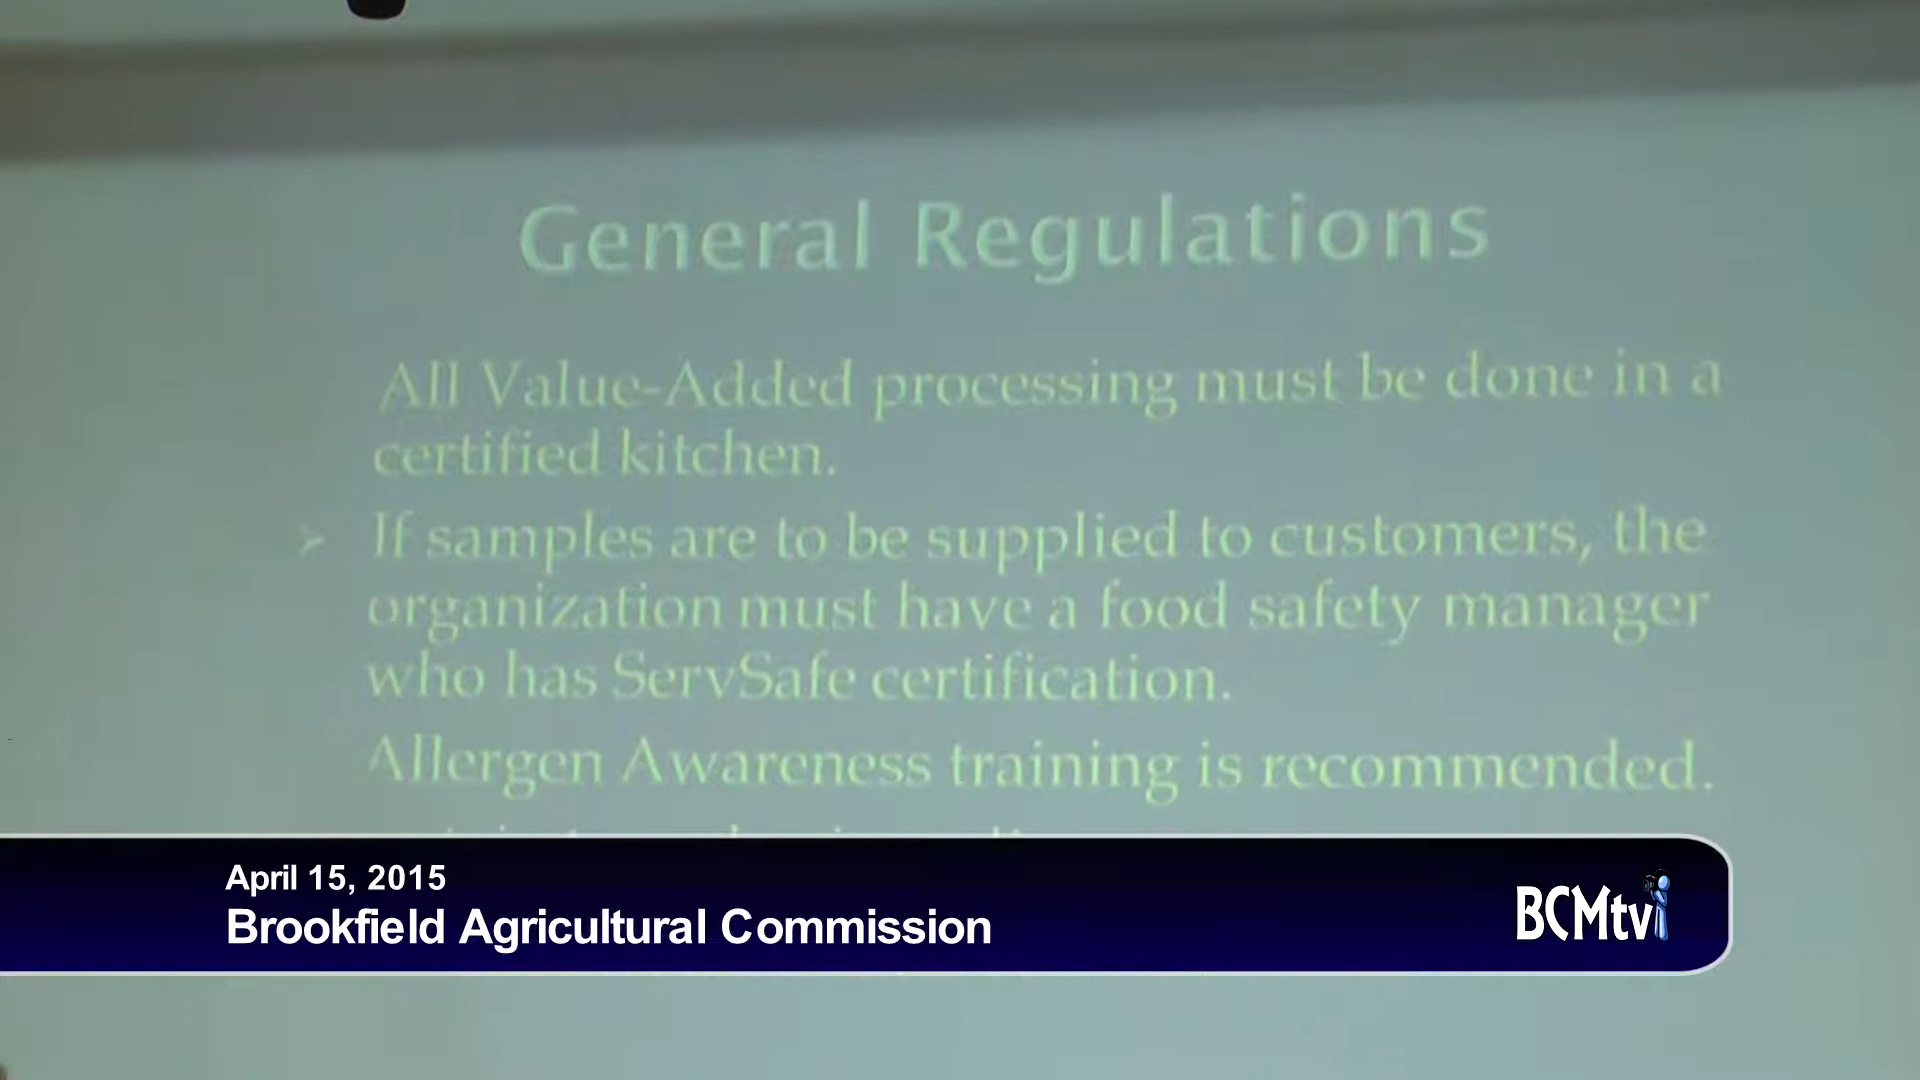 General Regulations
All Value-Added processing must be done in a
certified kitchen.
If samples are to be supplied to customers, the
organization must have a food safety manager
who has ServSafe certification.
Allergen Awareness training is recommended.
April 15, 2015
Brookfield Agricultural Commission
BCMtv